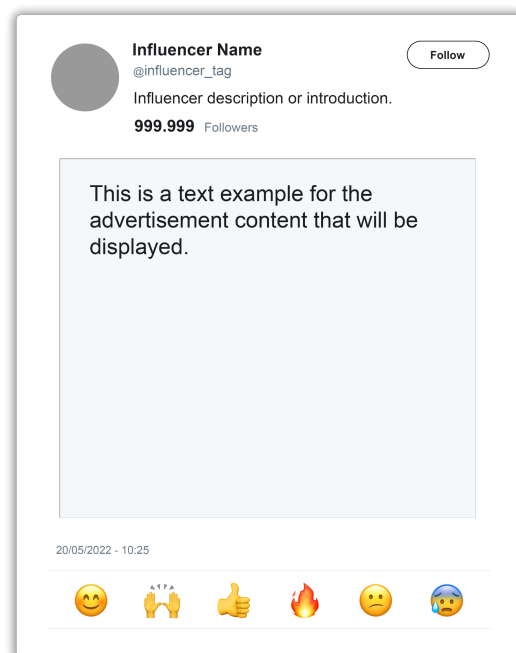 Influencer Name
Follow
@influencer_tag
Influencer description or introduction.
999.999 Followers
This is a text example for the
advertisement content that will be
displayed.
20/05/2022 - 10:25